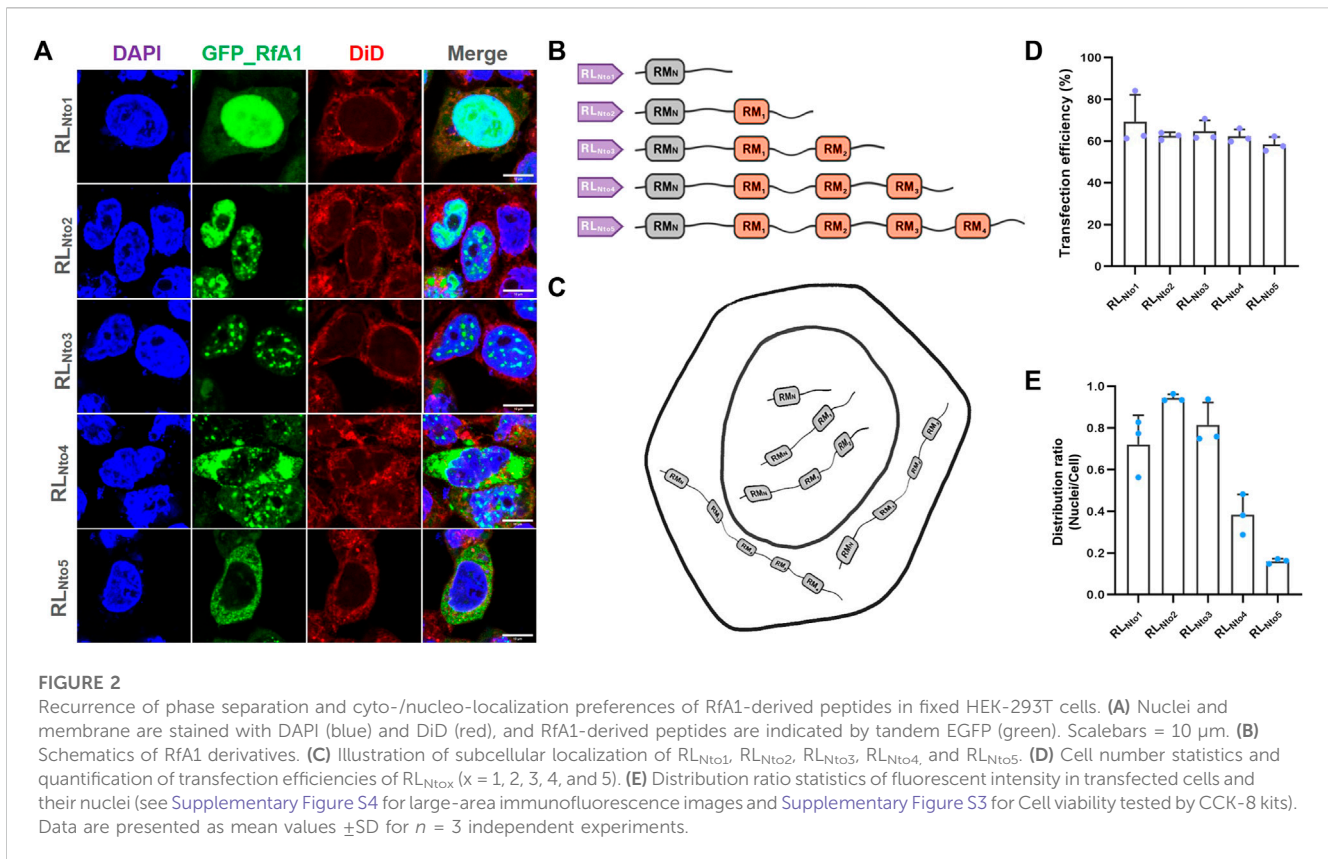 A
DAPI
GFP_RfA1
DiD
Merge
RLNto1
RLNto2
RLNto3
RLNto4
RLNto5
B
RLNto1 RMN
RLNto2 RMN RM1
RLNto3 RMN RM1 RM2
RLNto4 RMN RM1 RM2 RM3
RLNto5 RMN RM1 RM2 RM3 RM4
C
RMN
RMN RM1
RMN RM1 RM2
D
Transfection efficiency (%)
100
80
60
40
20
0
RLNto1
RLNto2
RLNto3
RLNto4
RLNto5
E
Distribution ratio
(Nuclei/Cell)
1.0
0.8
0.6
0.4
0.2
0.0
RLNto1
RLNto2
RLNto3
RLNto4
RLNto5
FIGURE 2
Recurrence of phase separation and cyto-/nucleo-localization preferences of RfA1-derived peptides in fixed HEK-293T cells. (A) Nuclei and
membrane are stained with DAPI (blue) and DiD (red), and RfA1-derived peptides are indicated by tandem EGFP (green). Scalebars = 10 µm. (B)
Schematics of RfA1 derivatives. (C) Illustration of subcellular localization of RLNto1, RLNto2, RLNto3, RLNto4, and RLNto5. (D) Cell number statistics and
quantification of transfection efficiencies of RLNtox (x = 1, 2, 3, 4, and 5). (E) Distribution ratio statistics of fluorescent intensity in transfected cells and
their nuclei (see Supplementary Figure S4 for large-area immunofluorescence images and Supplementary Figure S3 for Cell viability tested by CCK-8 kits).
Data are presented as mean values ±SD for n = 3 independent experiments.